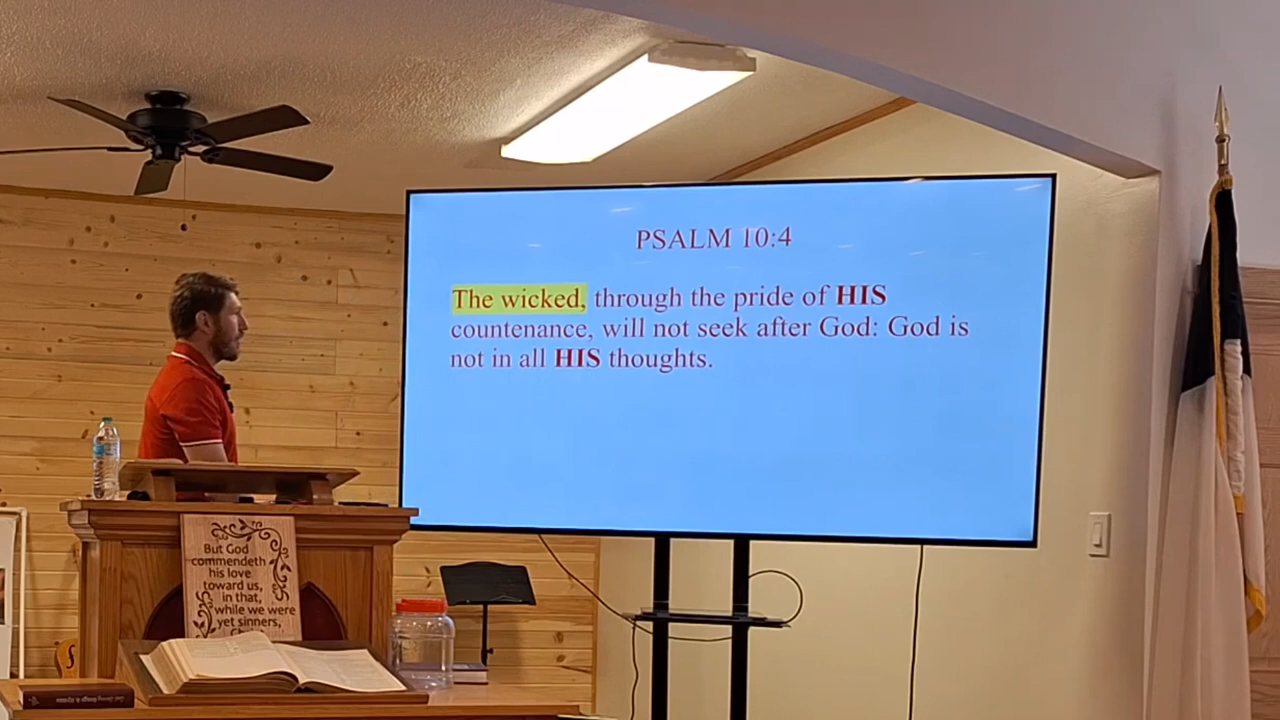 PSALM 10:4
The wicked, through the pride of HIS
countenance, will not seek after God: God is
not in all HIS thoughts.
But God
commendeth
his love
toward us,
in that,
while we were
yet sinners,